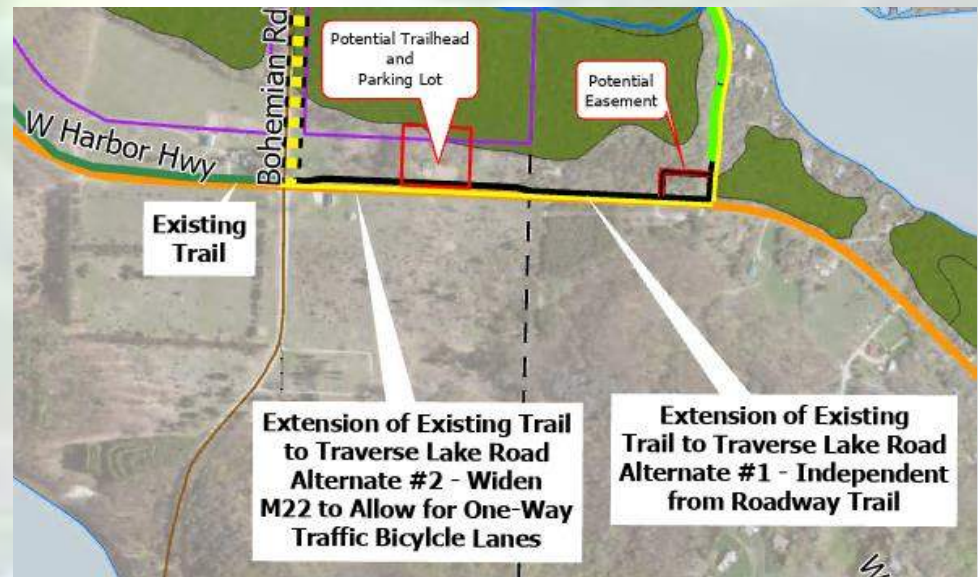 Bohemian Rd
Potential Trailhead
and
Parking Lot
Potential
Easement
W Harbor Hwy
Existing
Trail
Extension of Existing Trail
to Traverse Lake Road
Alternate #2 - Widen
M22 to Allow for One-Way
Traffic Bicylcle Lanes
Extension of Existing
Trail to Traverse Lake Road
Alternate #1 - Independent
from Roadway Trail